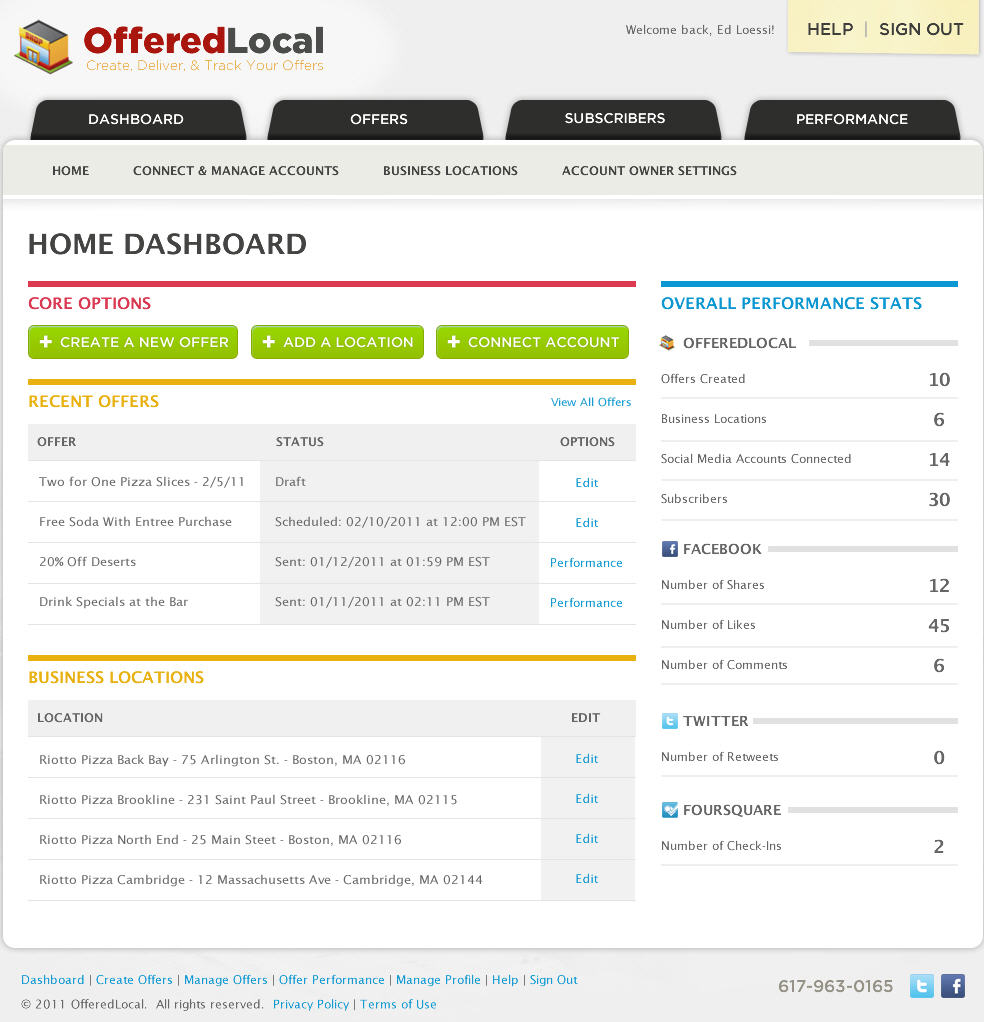 SHOP
OfferedLocal
Create, Deliver, & Track Your Offers
Welcome back, Ed Loessi!
HELP | SIGN OUT
DASHBOARD OFFERS SUBSCRIBERS PERFORMANCE
HOME CONNECT & MANAGE ACCOUNTS BUSINESS LOCATIONS ACCOUNT OWNER SETTINGS
HOME DASHBOARD
CORE OPTIONS
+ CREATE A NEW OFFER + ADD A LOCATION + CONNECT ACCOUNT
RECENT OFFERS View All Offers
OFFER STATUS OPTIONS
Two for One Pizza Slices - 2/5/11 Draft Edit
Free Soda With Entree Purchase Scheduled: 02/10/2011 at 12:00 PM EST Edit
20% Off Deserts Sent: 01/12/2011 at 01:59 PM EST Performance
Drink Specials at the Bar Sent: 01/11/2011 at 02:11 PM EST Performance
BUSINESS LOCATIONS
LOCATION EDIT
Riotto Pizza Back Bay - 75 Arlington St. - Boston, MA 02116 Edit
Riotto Pizza Brookline - 231 Saint Paul Street - Brookline, MA 02115 Edit
Riotto Pizza North End - 25 Main Steet - Boston, MA 02116 Edit
Riotto Pizza Cambridge - 12 Massachusetts Ave - Cambridge, MA 02144 Edit
OVERALL PERFORMANCE STATS
OFFEREDLOCAL
Offers Created 10
Business Locations 6
Social Media Accounts Connected 14
Subscribers 30
f FACEBOOK
Number of Shares 12
Number of Likes 45
Number of Comments 6
t TWITTER
Number of Retweets 0
FOURSQUARE
Number of Check-Ins 2
Dashboard | Create Offers | Manage Offers | Offer Performance | Manage Profile | Help | Sign Out
© 2011 OfferedLocal. All rights reserved. Privacy Policy | Terms of Use
617-963-0165 t f